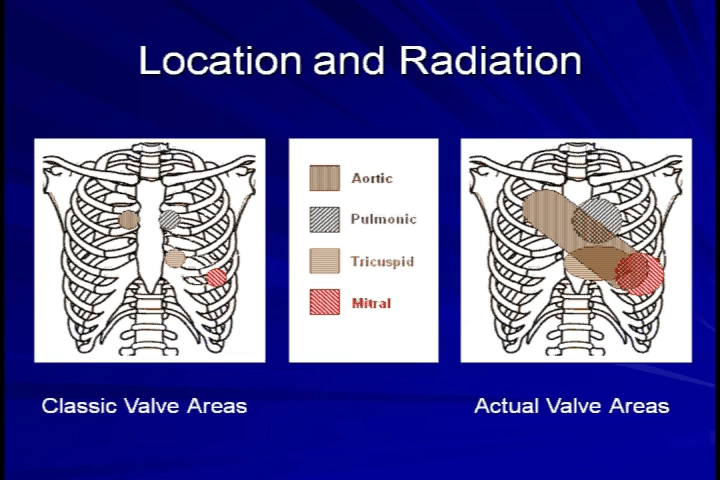 Location and Radiation
Aortic
Pulmonic
Tricuspid
Mitral
Classic Valve Areas
Actual Valve Areas